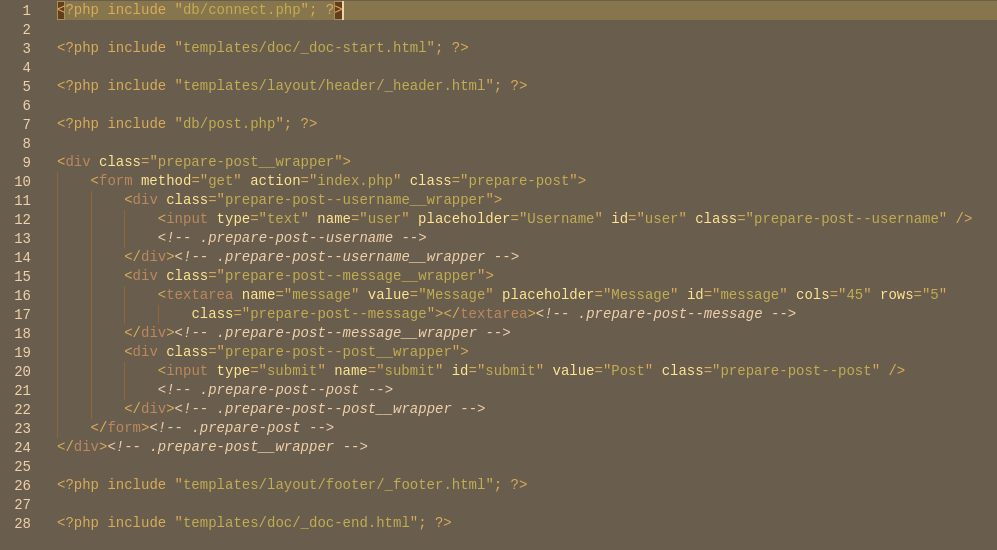 1 <?php include "db/connect.php"; ?>
2
3 <?php include "templates/doc/_doc-start.html"; ?>
4
5 <?php include "templates/layout/header/_header.html"; ?>
6
7 <?php include "db/post.php"; ?>
8
9 <div class="prepare-post__wrapper">
10     <form method="get" action="index.php" class="prepare-post">
11         <div class="prepare-post--username__wrapper">
12             <input type="text" name="user" placeholder="Username" id="user" class="prepare-post--username" />
13             <!-- .prepare-post--username -->
14         </div><!-- .prepare-post--username__wrapper -->
15         <div class="prepare-post--message__wrapper">
16             <textarea name="message" value="Message" placeholder="Message" id="message" cols="45" rows="5"
17                 class="prepare-post--message"></textarea><!-- .prepare-post--message -->
18         </div><!-- .prepare-post--message__wrapper -->
19         <div class="prepare-post--post__wrapper">
20             <input type="submit" name="submit" id="submit" value="Post" class="prepare-post--post" />
21             <!-- .prepare-post--post -->
22         </div><!-- .prepare-post--post__wrapper -->
23     </form><!-- .prepare-post -->
24 </div><!-- .prepare-post__wrapper -->
25
26 <?php include "templates/layout/footer/_footer.html"; ?>
27
28 <?php include "templates/doc/_doc-end.html"; ?>